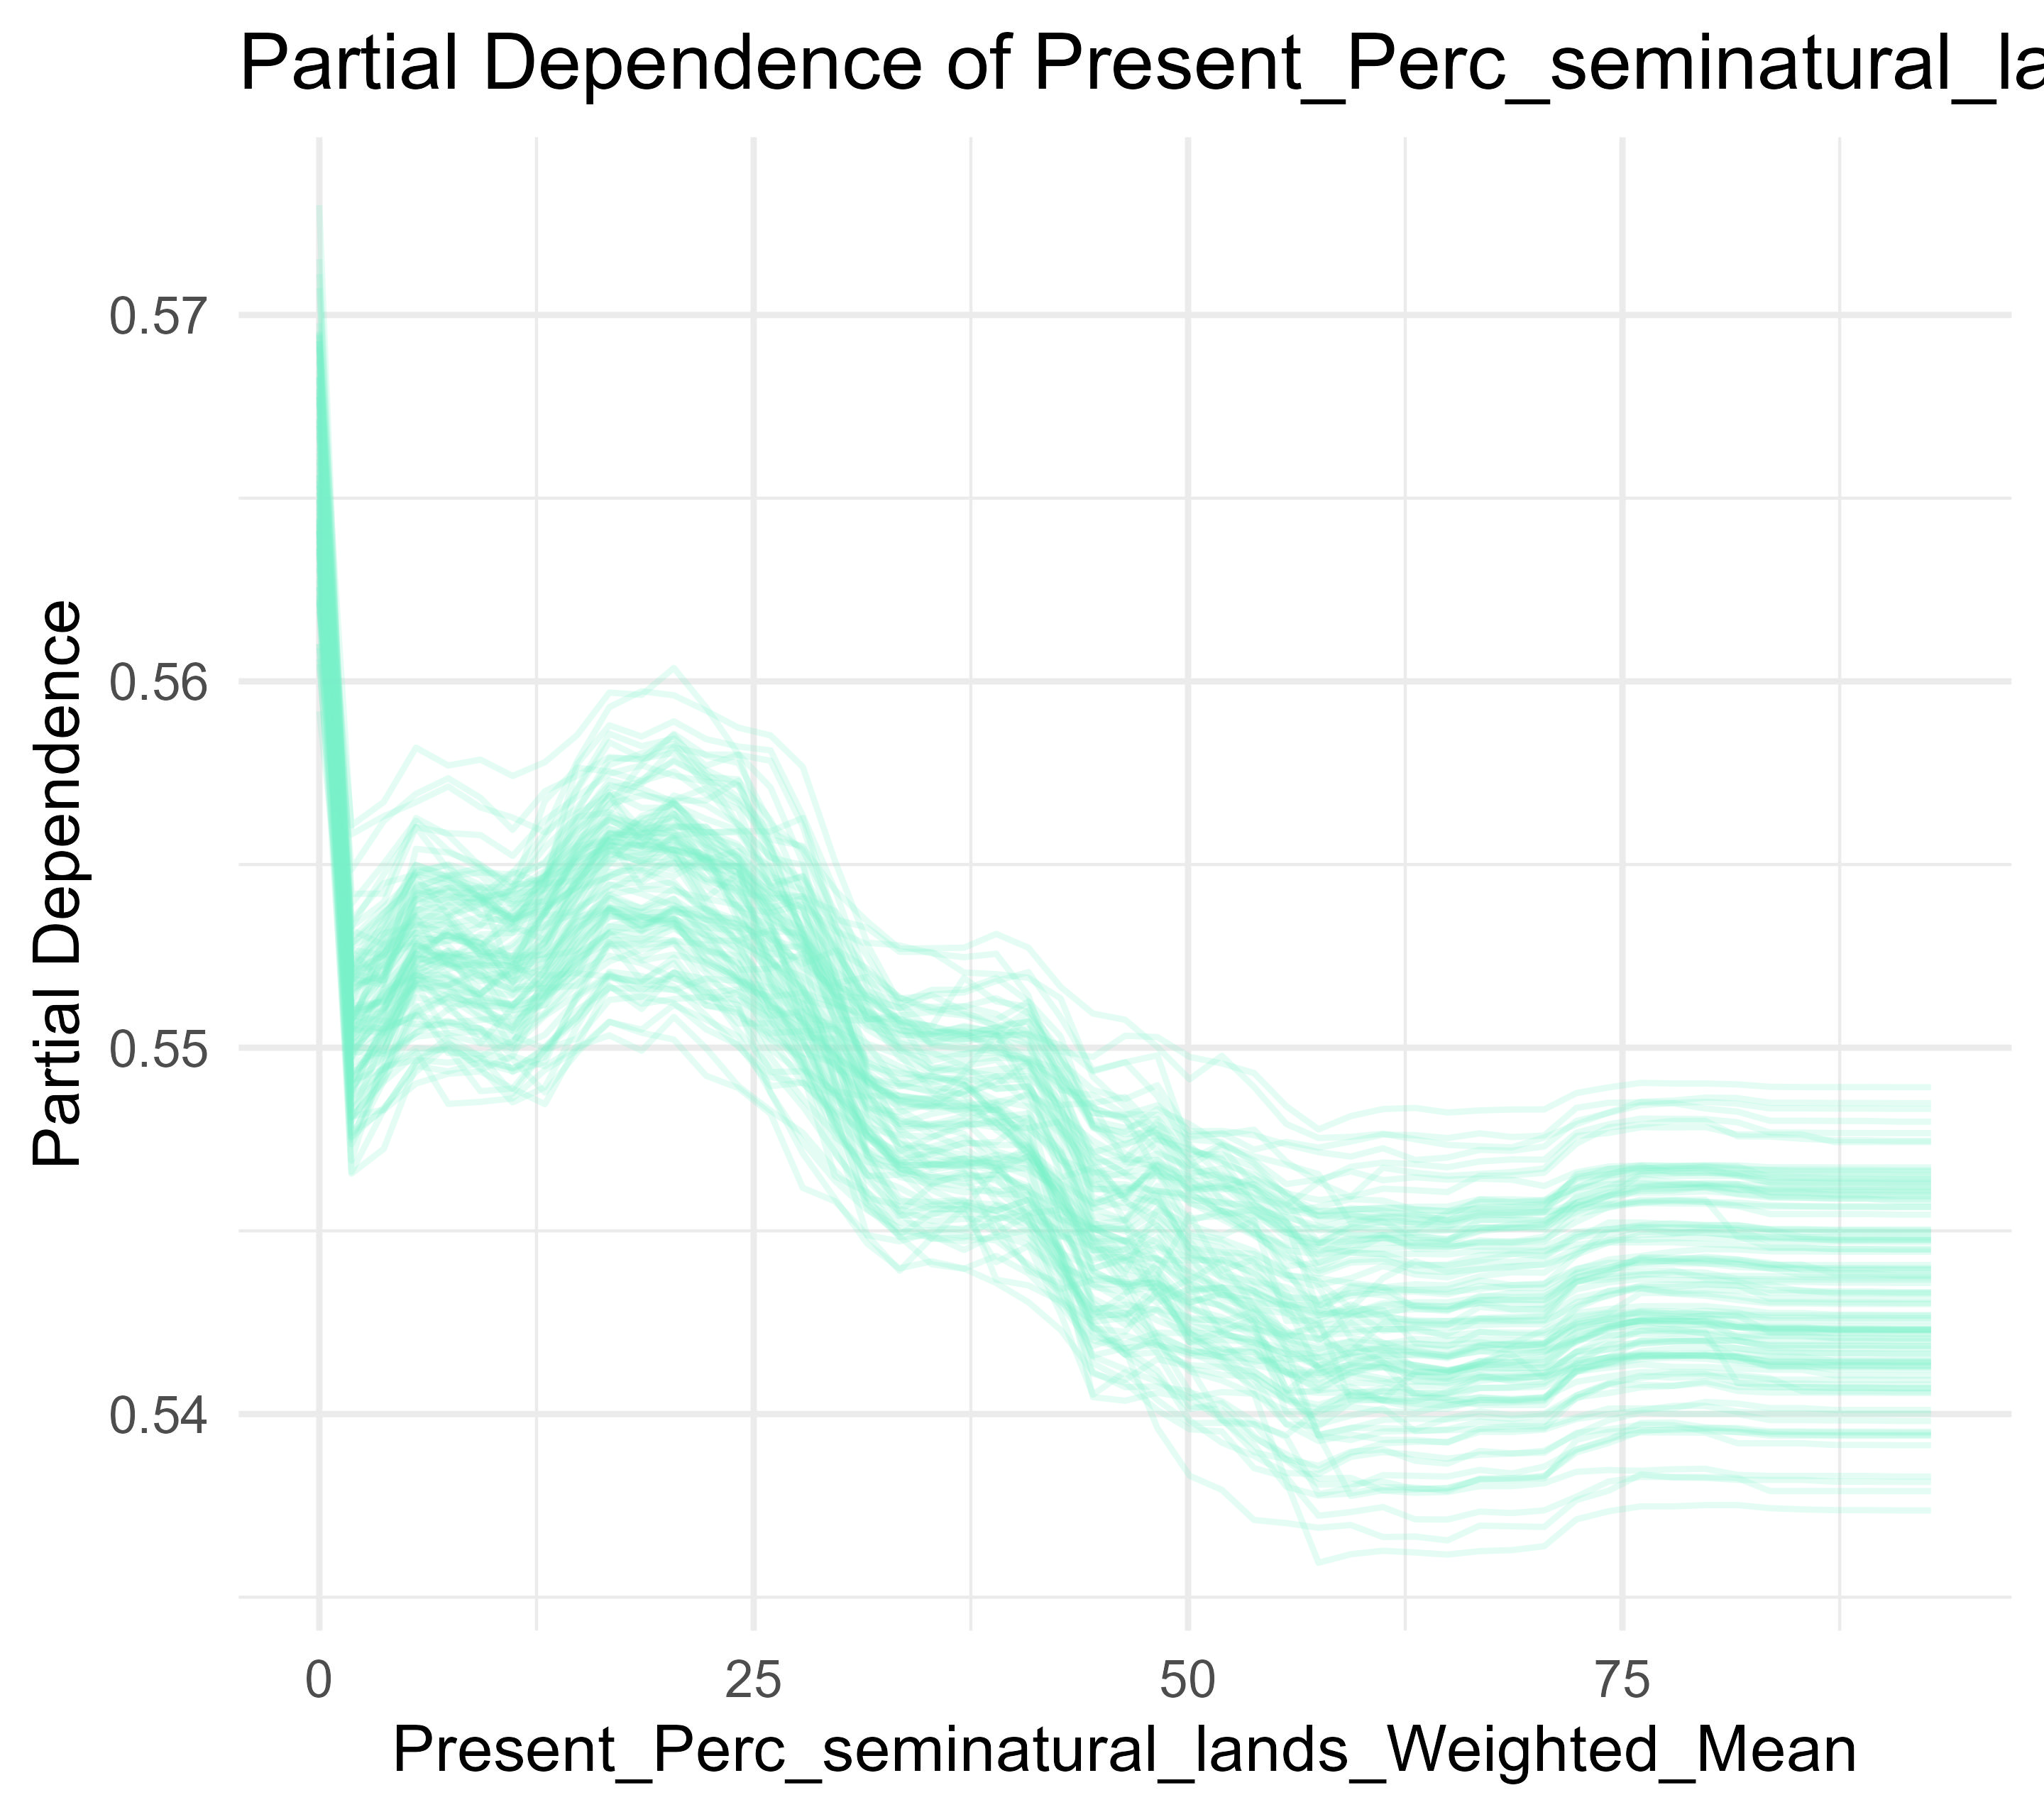 Partial Dependence of Present_Perc_seminatural_la
0.57
0.56
0.55
0.54
Partial Dependence
0 25 50 75
Present_Perc_seminatural_lands_Weighted_Mean